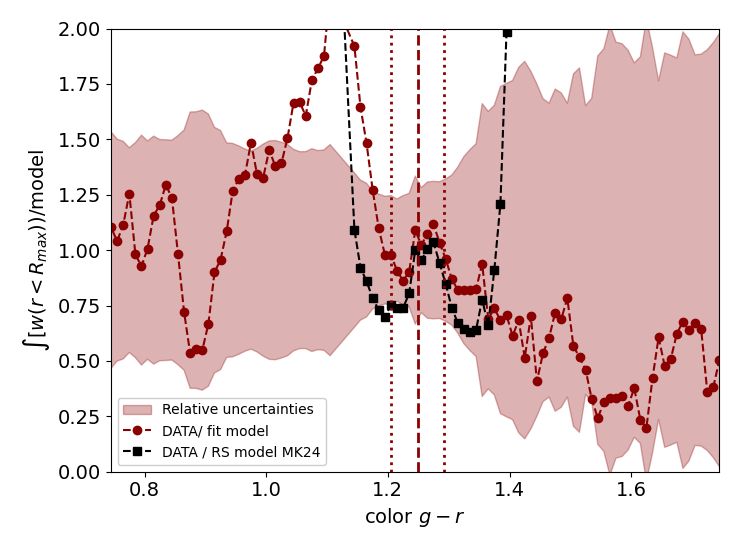 2.00
1.75
1.50
1.25
1.00
0.75
0.50
0.25
0.00
∫[w(r < R_{max}))/model
Relative uncertainties
DATA/ fit model
DATA / RS model MK24
0.8 1.0 1.2 1.4 1.6
color g − r